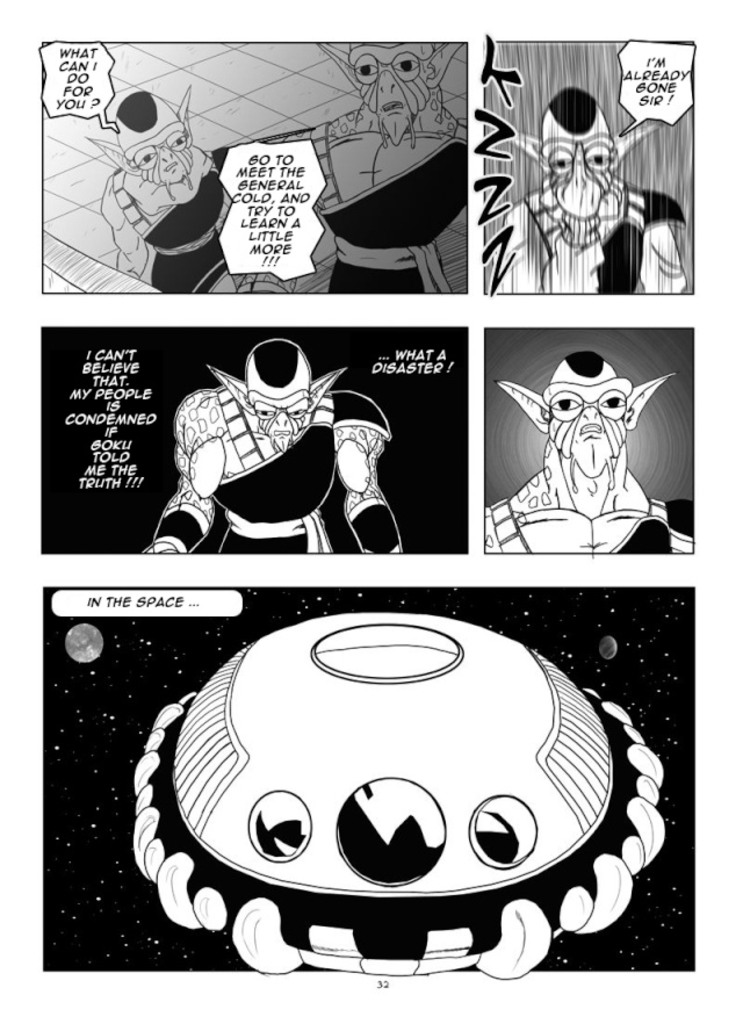 WHAT
CAN I
DO
FOR
YOU ?
GO TO
MEET THE
GENERAL
COLD, AND
TRY TO
LEARN A
LITTLE
MORE
!!!
KZZZZ
I'M
ALREADY
GONE
SIR !
I CAN'T
BELIEVE
THAT.
MY PEOPLE
IS
CONDEMNED
IF
GOKU
TOLD
ME THE
TRUTH !!!
... WHAT A
DISASTER !
IN THE SPACE ...
32